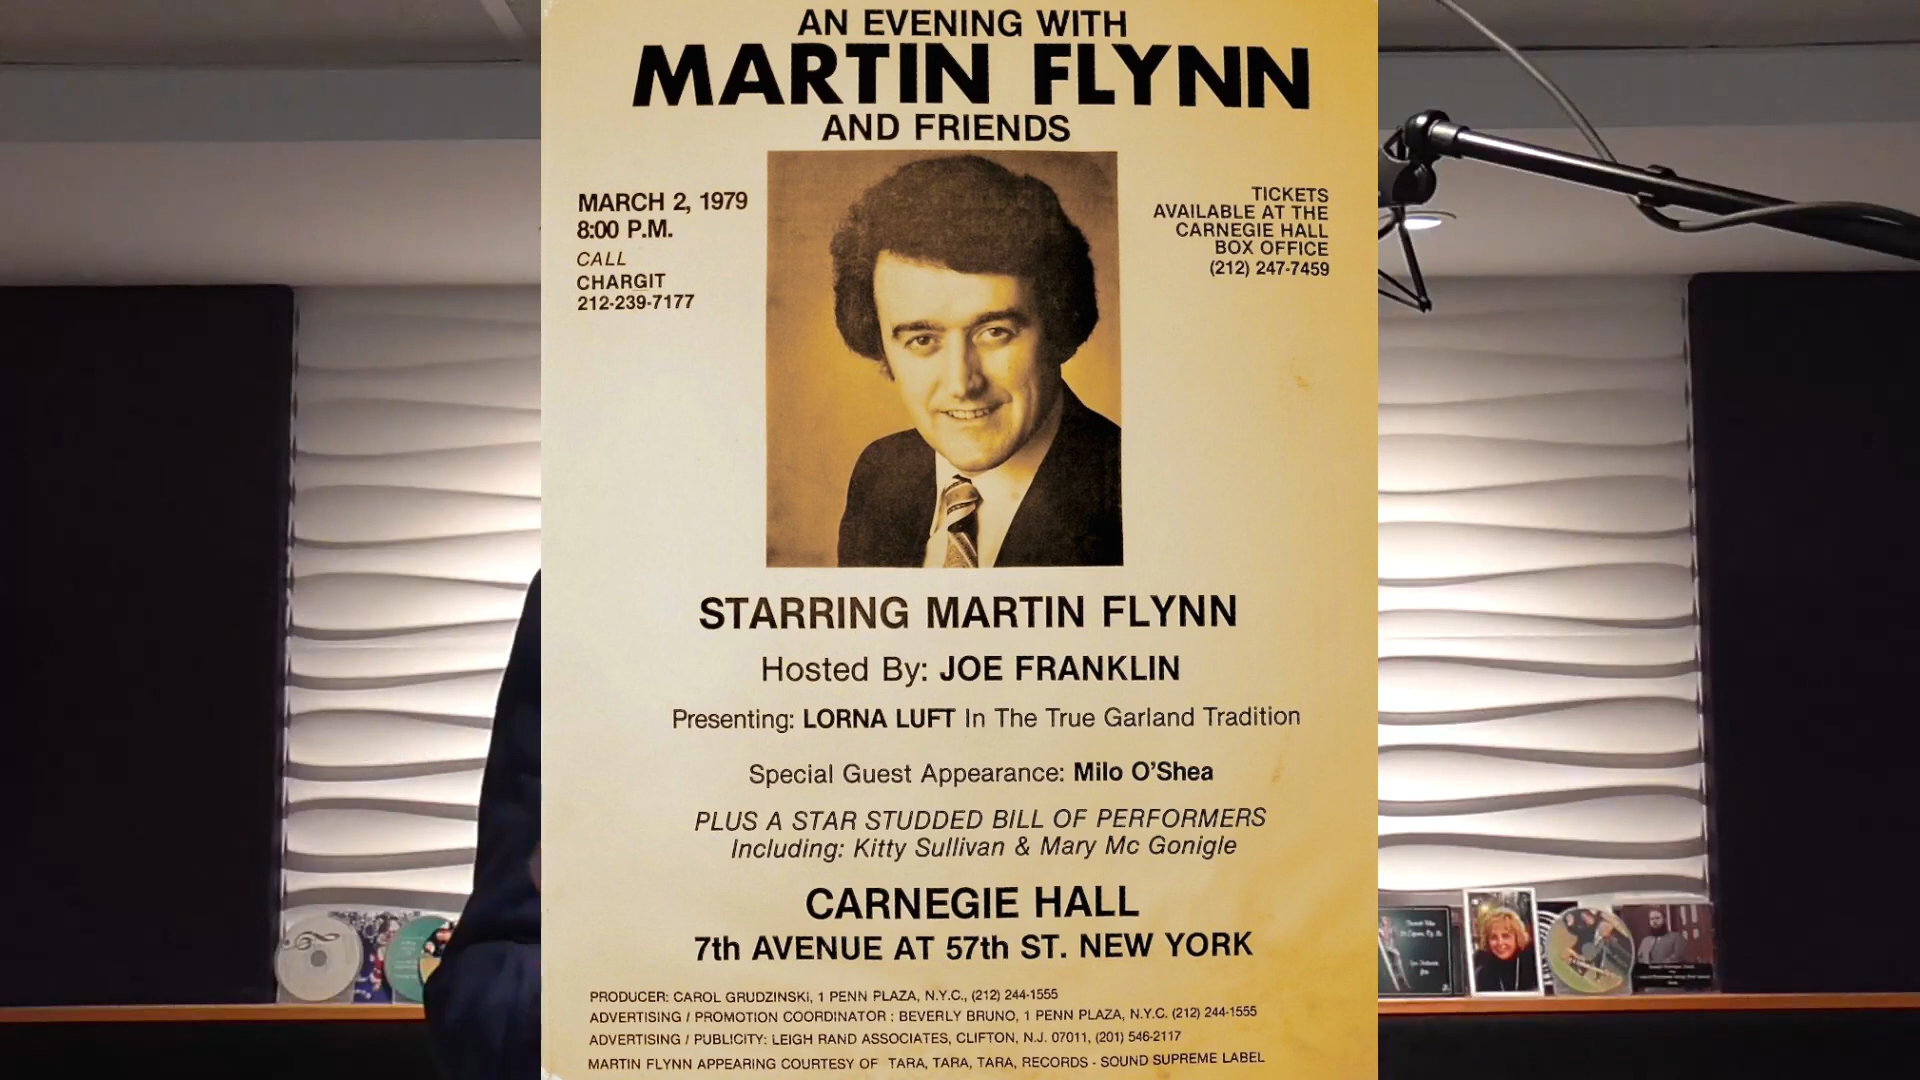 AN EVENING WITH
MARTIN FLYNN
AND FRIENDS
MARCH 2, 1979
8:00 P.M.
CALL
CHARGIT
212-239-7177
TICKETS
AVAILABLE AT THE
CARNEGIE HALL
BOX OFFICE
(212) 247-7459
STARRING MARTIN FLYNN
Hosted By: JOE FRANKLIN
Presenting: LORNA LUFT In The True Garland Tradition
Special Guest Appearance: Milo O'Shea
PLUS A STAR STUDDED BILL OF PERFORMERS
Including: Kitty Sullivan & Mary Mc Gonigle
CARNEGIE HALL
7th AVENUE AT 57th ST. NEW YORK
PRODUCER: CAROL GRUDZINSKI, 1 PENN PLAZA, N.Y.C., (212) 244-1555
ADVERTISING / PROMOTION COORDINATOR : BEVERLY BRUNO, 1 PENN PLAZA, N.Y.C. (212) 244-1555
ADVERTISING / PUBLICITY: LEIGH RAND ASSOCIATES, CLIFTON, N.J. 07011, (201) 546-2117
MARTIN FLYNN APPEARING COURTESY OF TARA, TARA, TARA, RECORDS - SOUND SUPREME LABEL